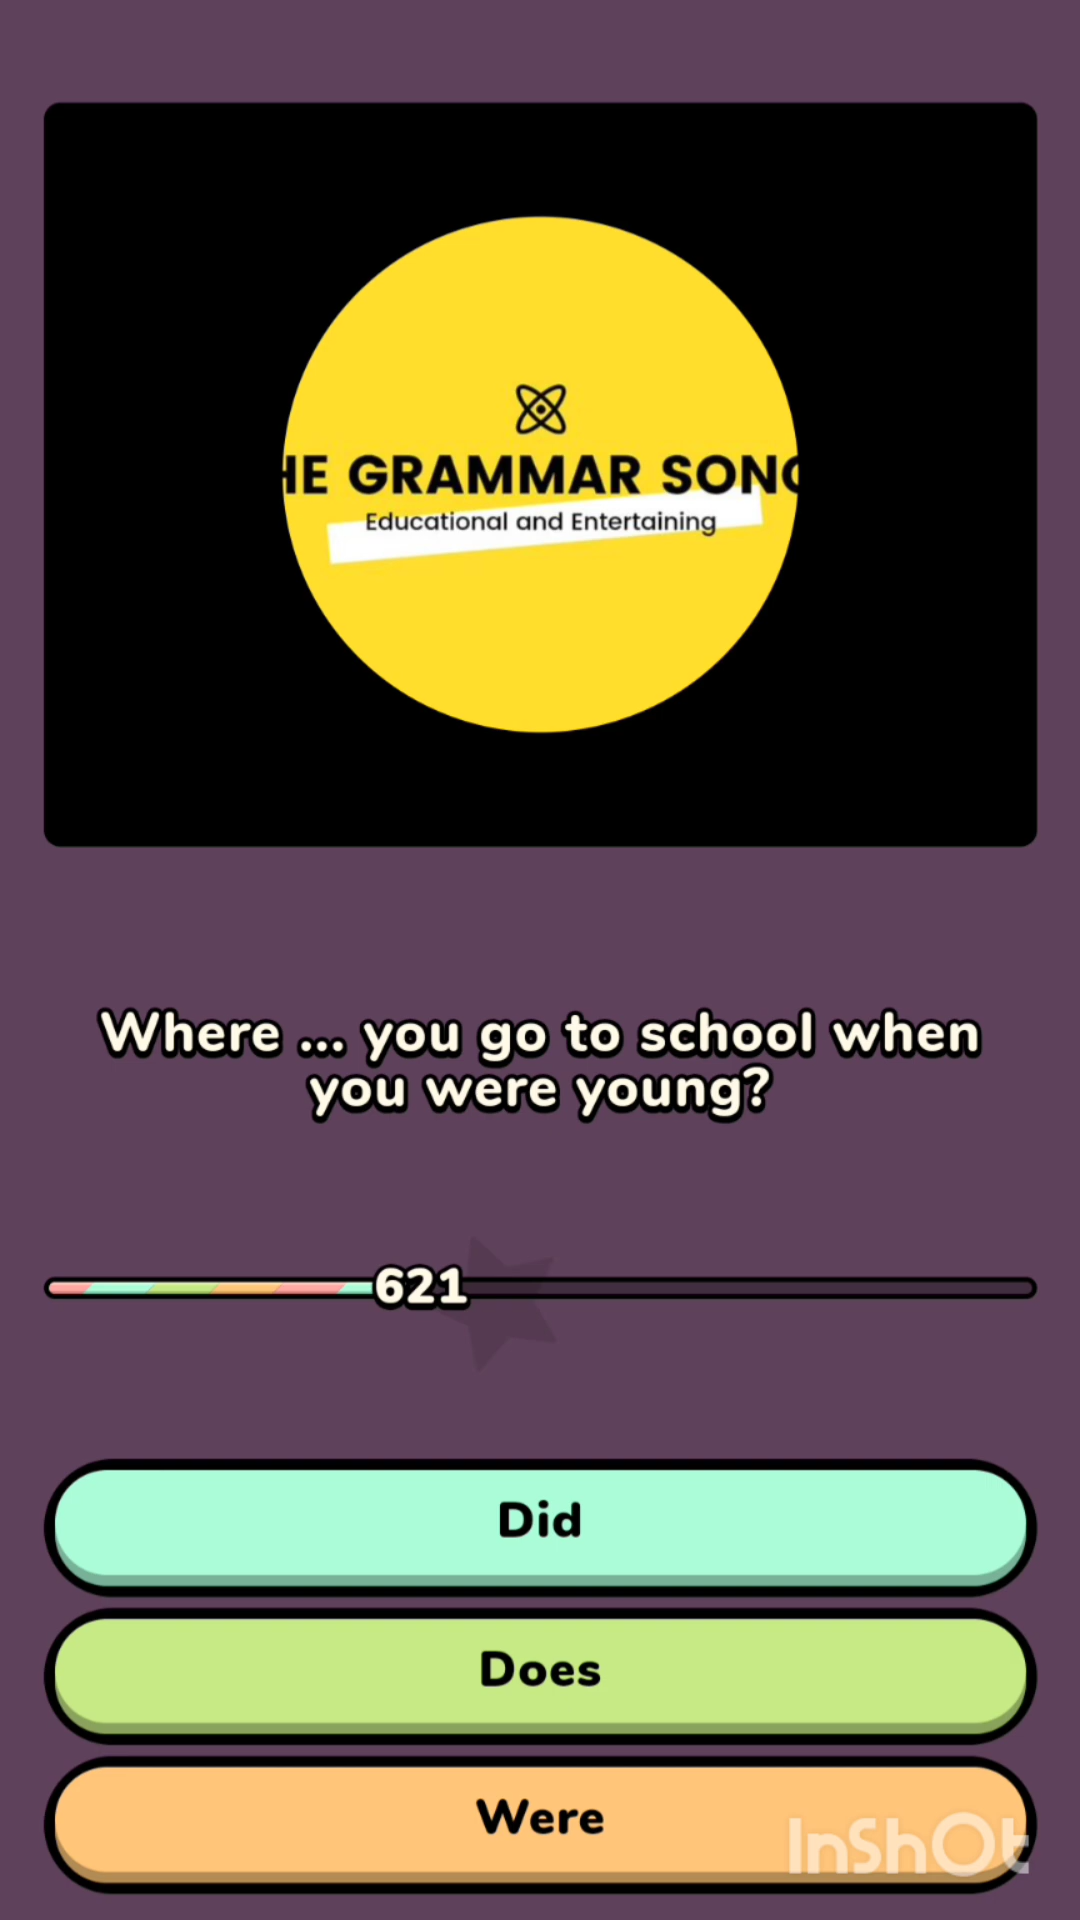 HE GRAMMAR SONG
Educational and Entertaining
Where ... you go to school when
you were young?
621
Did
Does
Were
InShOt